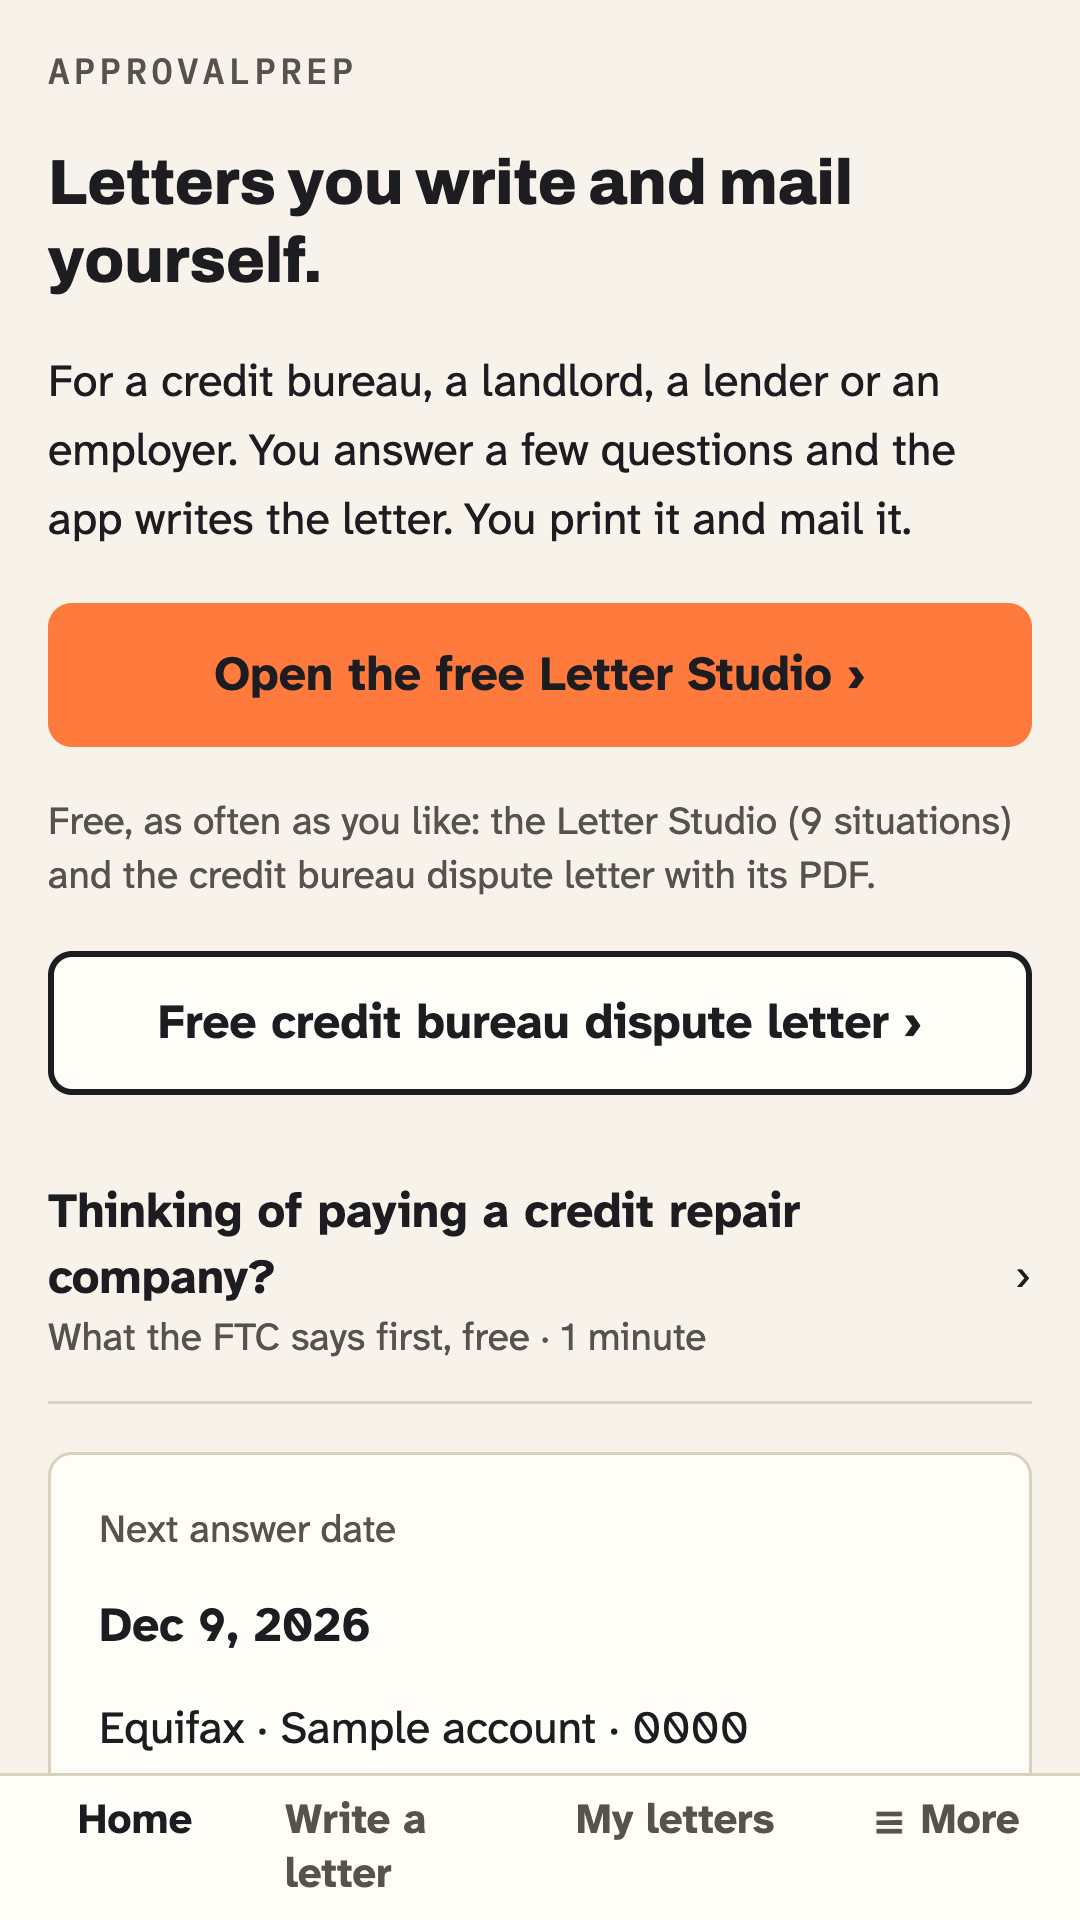 APPROVALPREP
Letters you write and mail
yourself.
For a credit bureau, a landlord, a lender or an
employer. You answer a few questions and the
app writes the letter. You print it and mail it.
Open the free Letter Studio ›
Free, as often as you like: the Letter Studio (9 situations)
and the credit bureau dispute letter with its PDF.
Free credit bureau dispute letter ›
Thinking of paying a credit repair
company? ›
What the FTC says first, free · 1 minute
Next answer date
Dec 9, 2026
Equifax · Sample account · 0000
Home
Write a
letter
My letters
≡ More